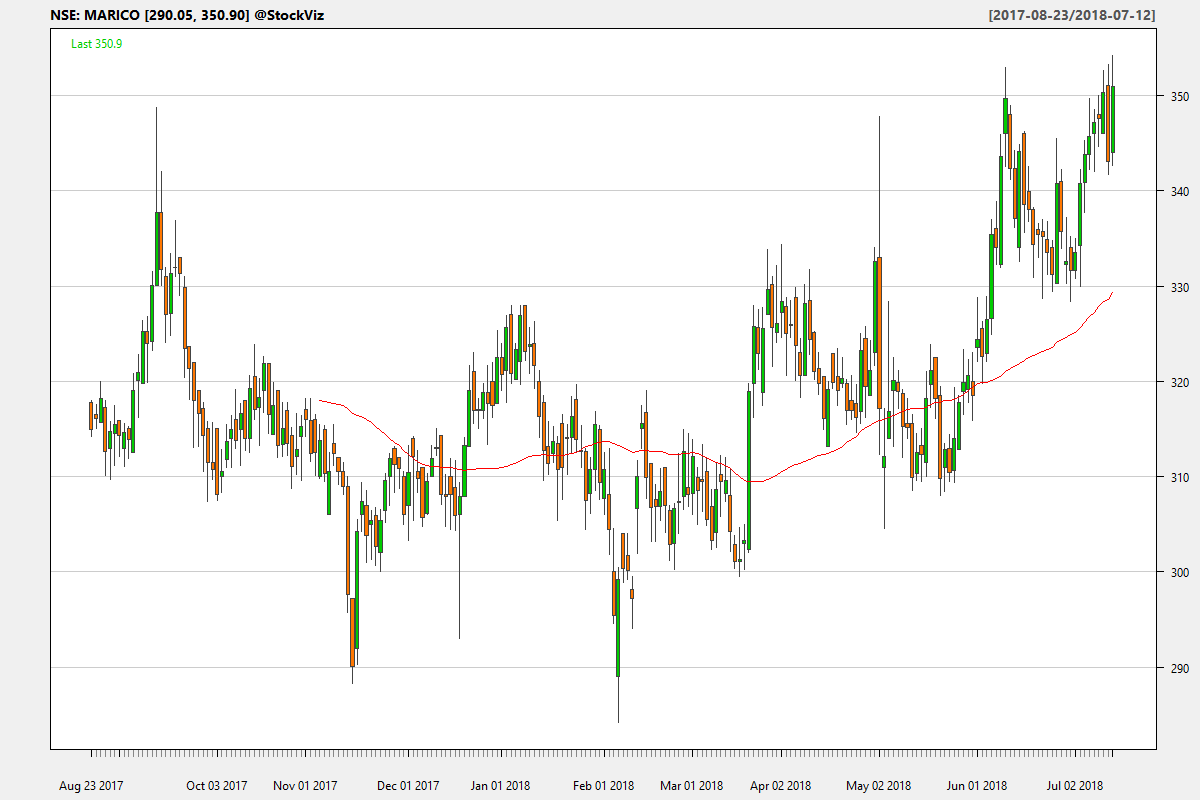 NSE: MARICO [290.05, 350.90] @StockViz [2017-08-23/2018-07-12]
Last 350.9
350
340
330
320
310
300
290
Aug 23 2017 Oct 03 2017 Nov 01 2017 Dec 01 2017 Jan 01 2018 Feb 01 2018 Mar 01 2018 Apr 02 2018 May 02 2018 Jun 01 2018 Jul 02 2018